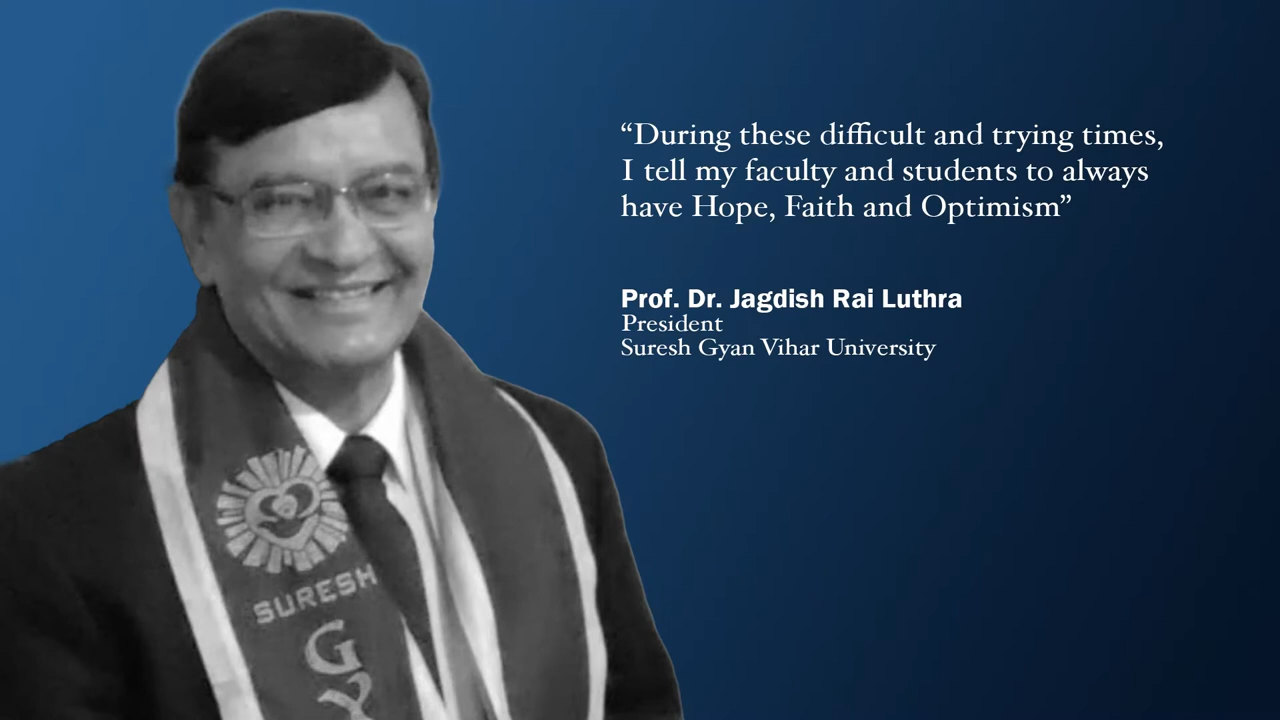 “During these difficult and trying times,
I tell my faculty and students to always
have Hope, Faith and Optimism”
Prof. Dr. Jagdish Rai Luthra
President
Suresh Gyan Vihar University
SURESH
GY